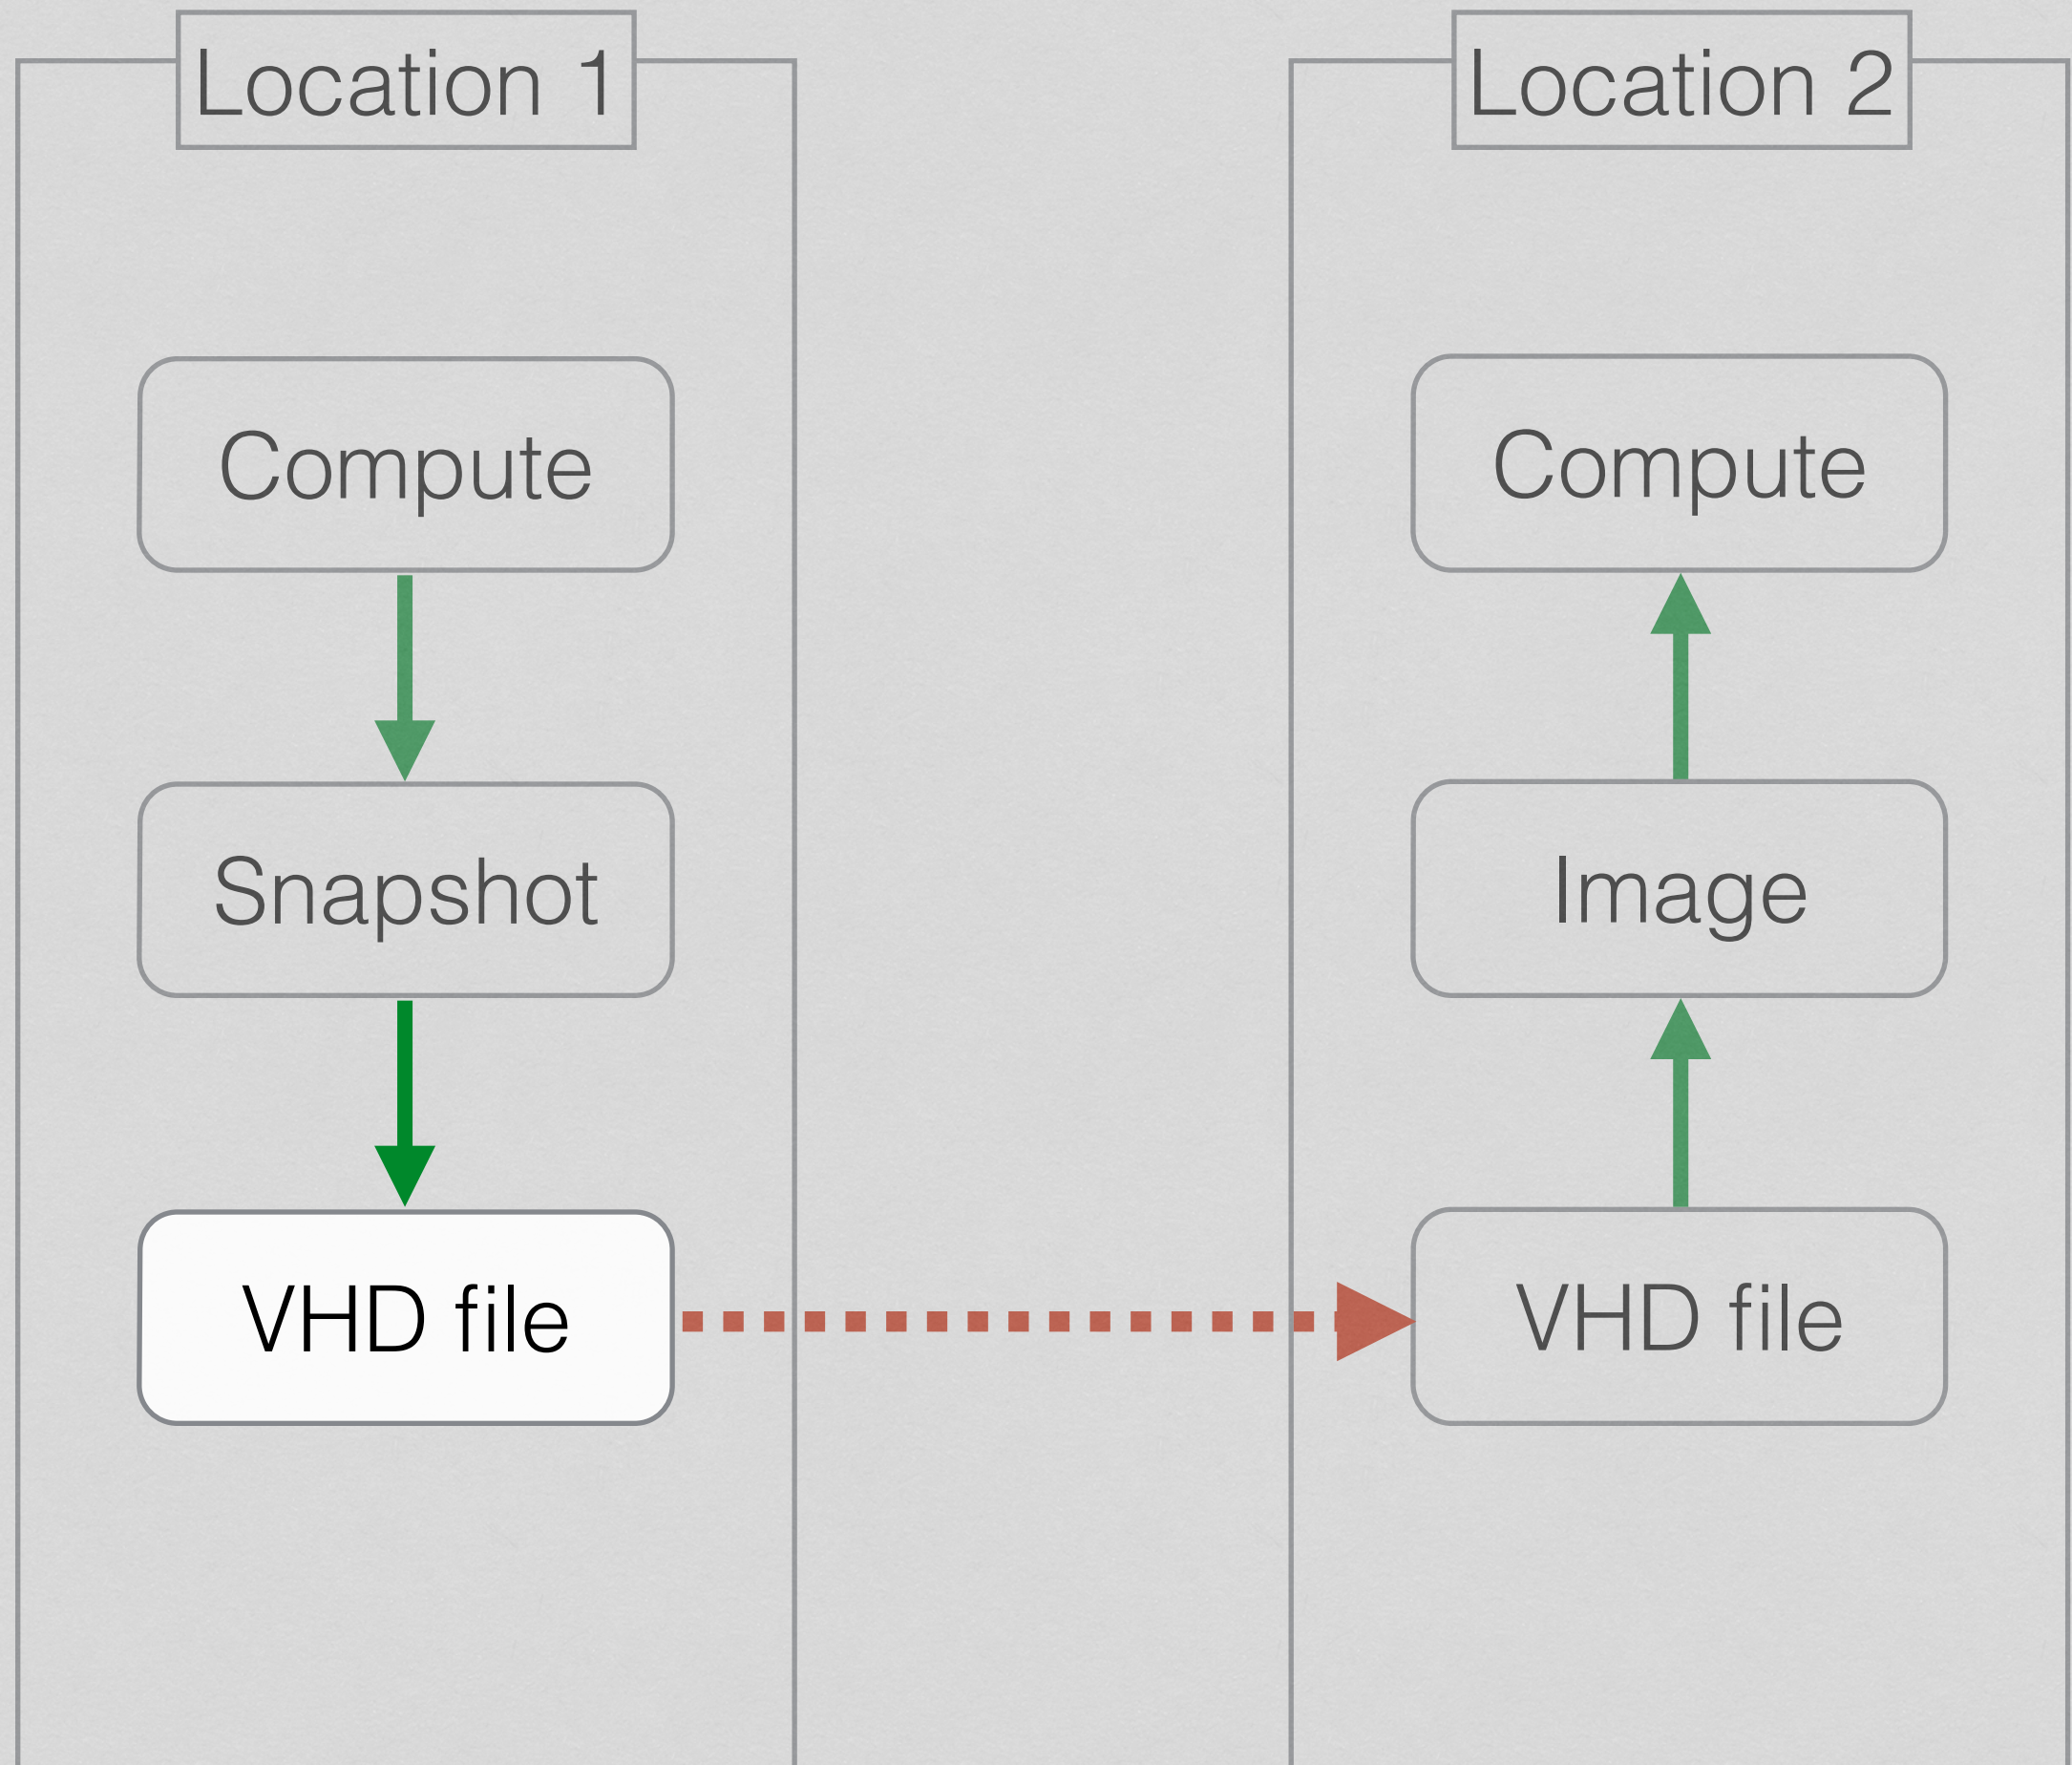 Location 1
Location 2
Compute
Compute
Snapshot
Image
VHD file
VHD file